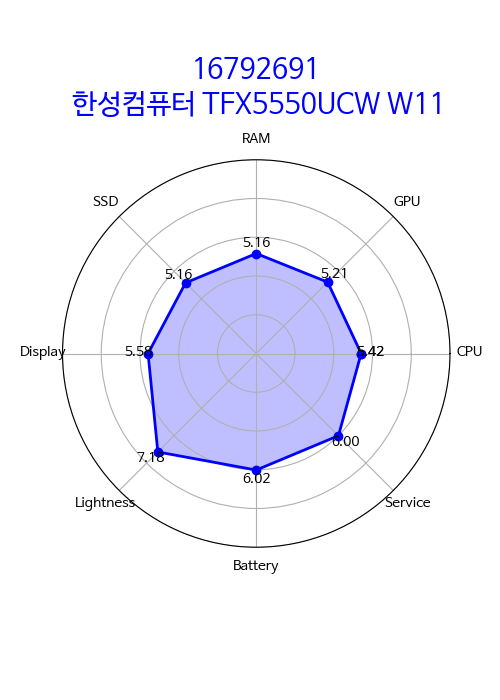 16792691
한성컴퓨터 TFX5550UCW W11
RAM
SSD
GPU
5.16
5.16
5.21
Display
5.58
5.42
CPU
7.18
6.00
6.02
Lightness
Service
Battery